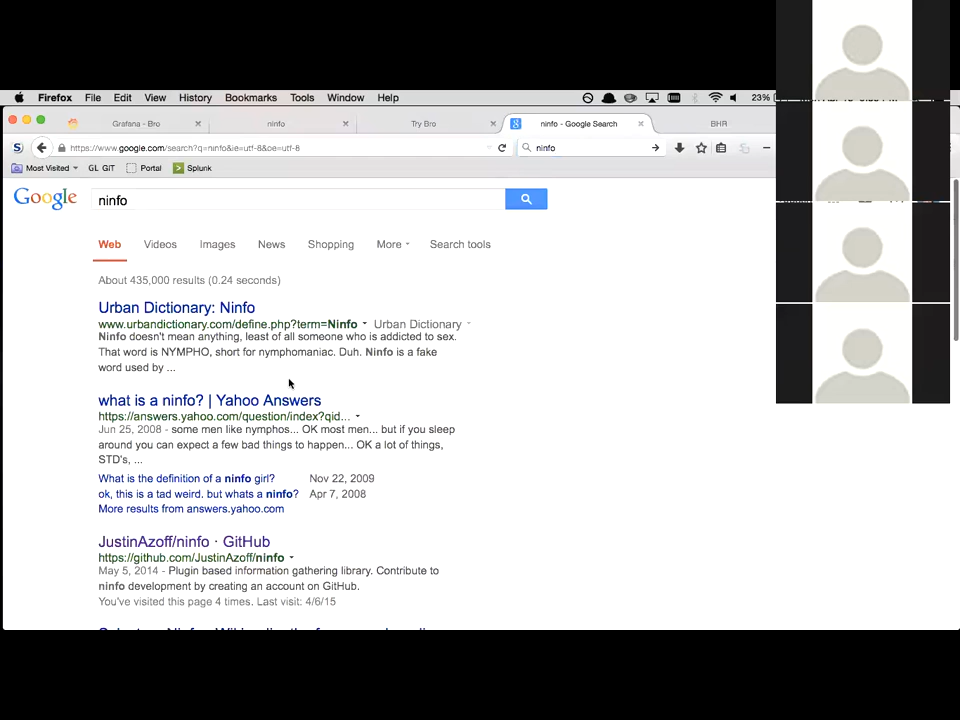 Firefox File Edit View History Bookmarks Tools Window Help 23%
Grafana - Bro × ninfo × Try Bro × ninfo - Google Search × BHR
https://www.google.com/search?q=ninfo&ie=utf-8&oe=utf-8 ninfo
Most Visited GL GIT Portal Splunk
Google ninfo
Web Videos Images News Shopping More Search tools
About 435,000 results (0.24 seconds)
Urban Dictionary: Ninfo
www.urbandictionary.com/define.php?term=Ninfo Urban Dictionary
Ninfo doesn't mean anything, least of all someone who is addicted to sex.
That word is NYMPHO, short for nymphomaniac. Duh. Ninfo is a fake
word used by ...
what is a ninfo? | Yahoo Answers
https://answers.yahoo.com/question/index?qid...
Jun 25, 2008 - some men like nymphos... OK most men... but if you sleep
around you can expect a few bad things to happen... OK a lot of things,
STD's, ...
What is the definition of a ninfo girl? Nov 22, 2009
ok, this is a tad weird. but whats a ninfo? Apr 7, 2008
More results from answers.yahoo.com
JustinAzoff/ninfo · GitHub
https://github.com/JustinAzoff/ninfo
May 5, 2014 - Plugin based information gathering library. Contribute to
ninfo development by creating an account on GitHub.
You've visited this page 4 times. Last visit: 4/6/15